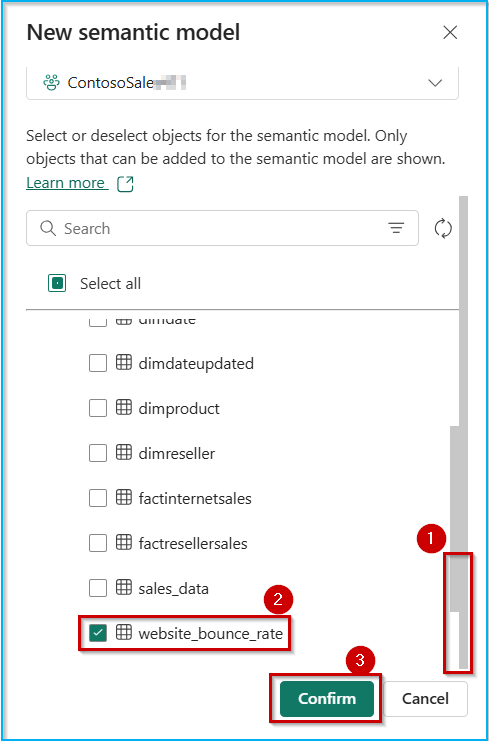 New semantic model
ContosoSale
Select or deselect objects for the semantic model. Only
objects that can be added to the semantic model are shown.
Learn more
Search
Select all
dimdate
dimdateupdated
dimproduct
dimreseller
factinternetsales
factresellersales
1
sales_data
2
website_bounce_rate
3
Confirm Cancel